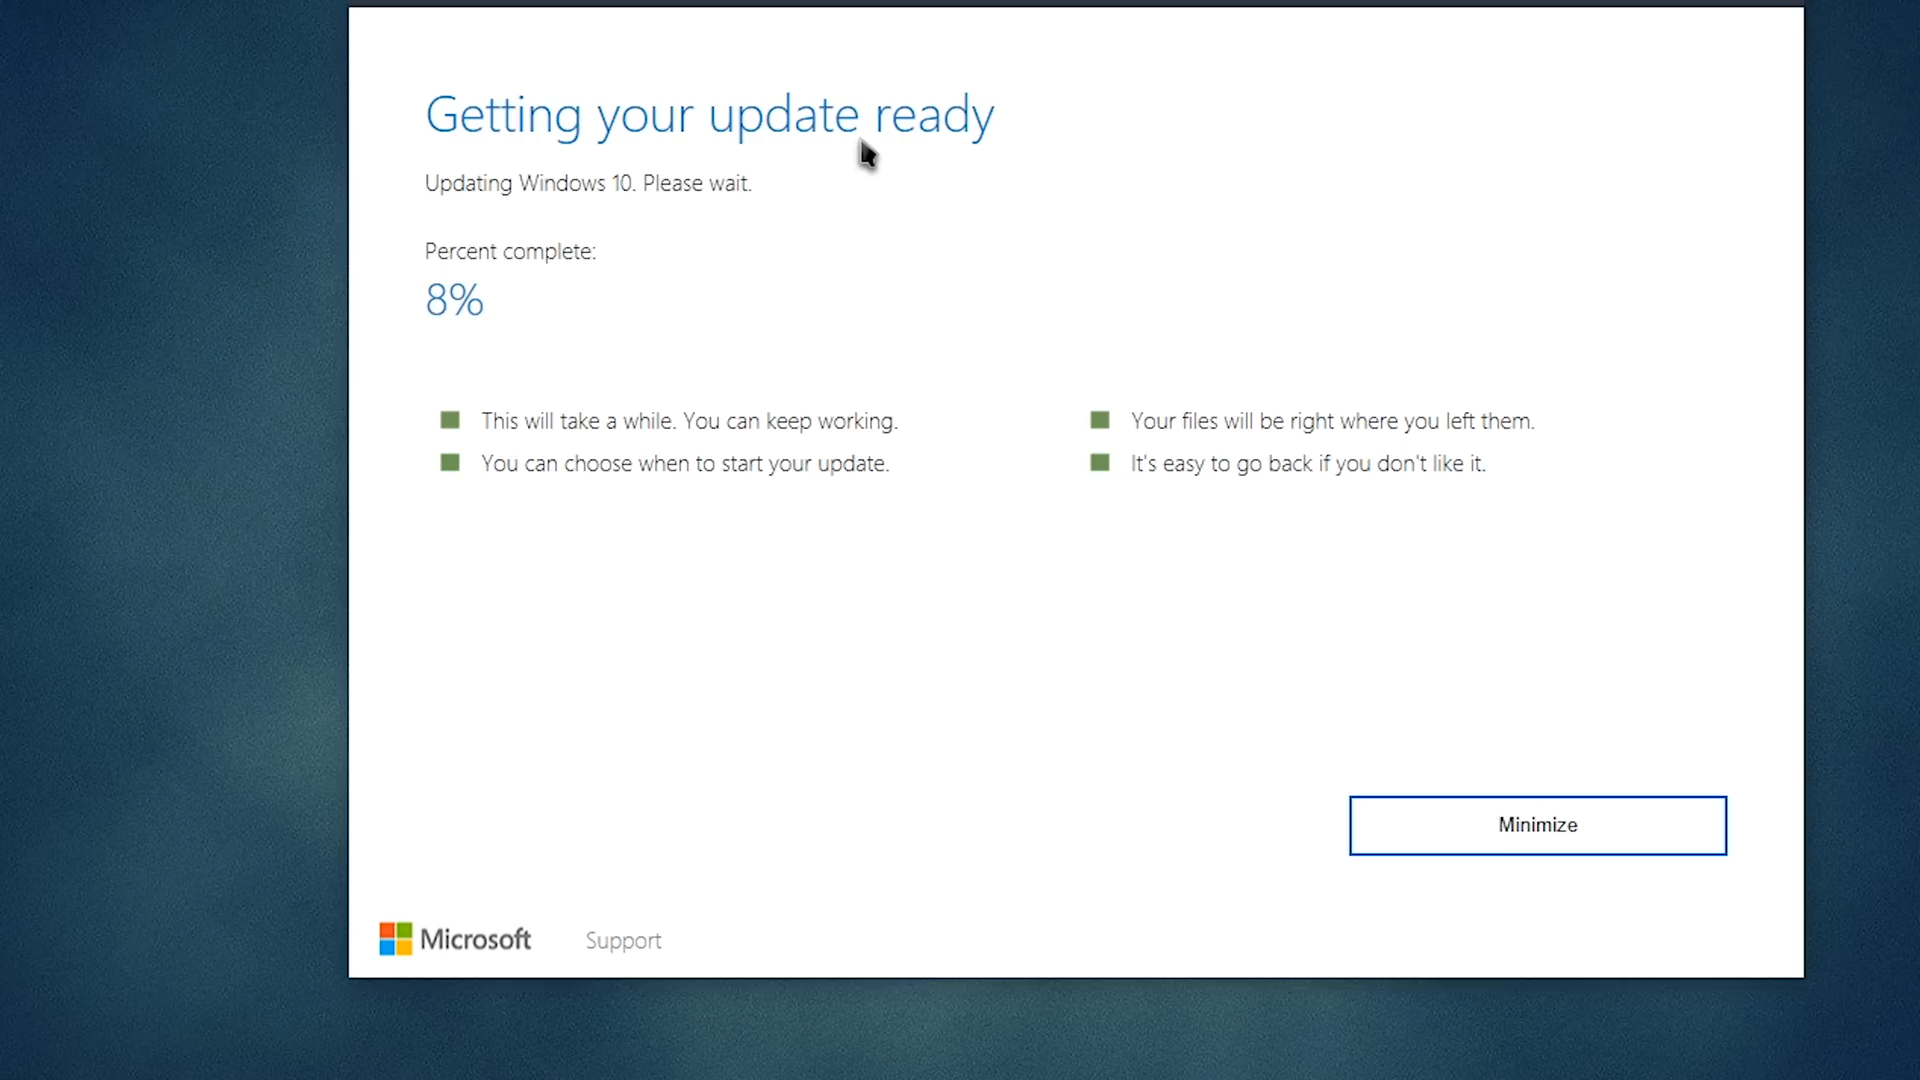 Getting your update ready
Updating Windows 10. Please wait.
Percent complete:
8%
This will take a while. You can keep working.
You can choose when to start your update.
Your files will be right where you left them.
It's easy to go back if you don't like it.
Minimize
Microsoft
Support